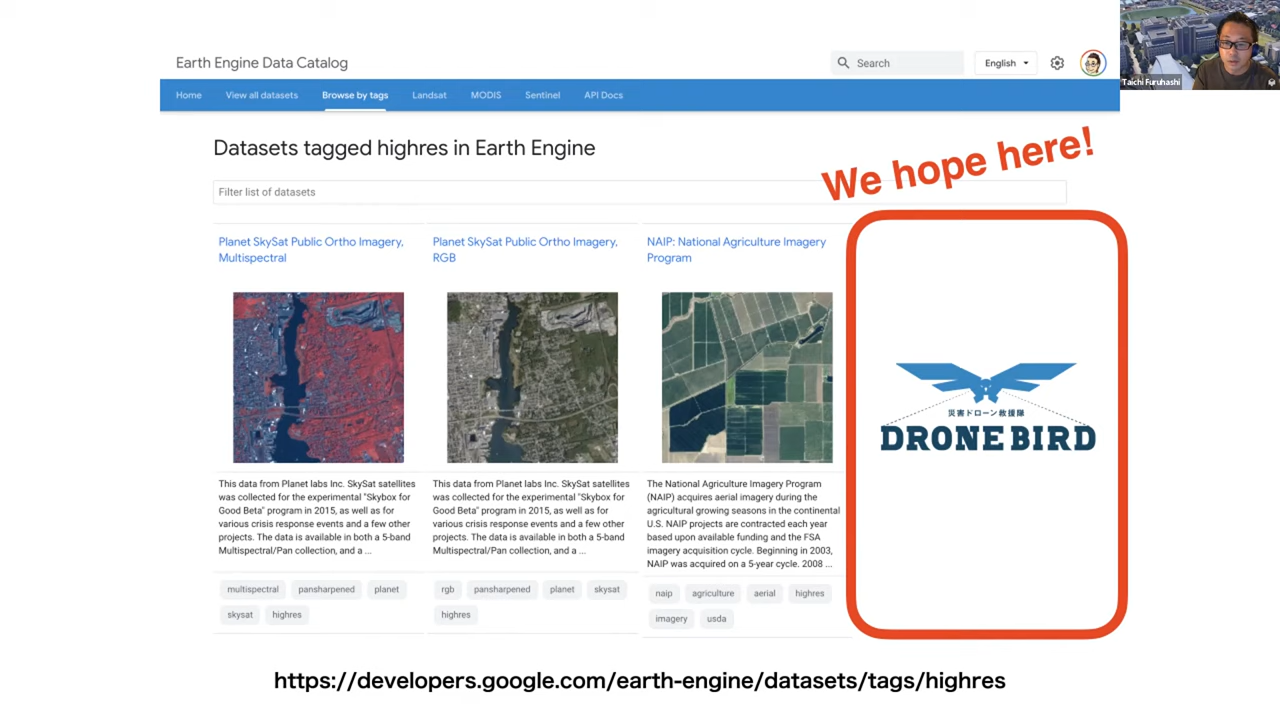 Earth Engine Data Catalog
Search
English
Taichi Furuhashi
Home
View all datasets
Browse by tags
Landsat
MODIS
Sentinel
API Docs
Datasets tagged highres in Earth Engine
We hope here!
Filter list of datasets
Planet SkySat Public Ortho Imagery,
Multispectral
This data from Planet labs Inc. SkySat satellites
was collected for the experimental "Skybox for
Good Beta" program in 2015, as well as for
various crisis response events and a few other
projects. The data is available in both a 5-band
Multispectral/Pan collection, and a ...
multispectral
pansharpened
planet
skysat
highres
Planet SkySat Public Ortho Imagery,
RGB
This data from Planet labs Inc. SkySat satellites
was collected for the experimental "Skybox for
Good Beta" program in 2015, as well as for
various crisis response events and a few other
projects. The data is available in both a 5-band
Multispectral/Pan collection, and a ...
rgb
pansharpened
planet
skysat
highres
NAIP: National Agriculture Imagery
Program
The National Agriculture Imagery Program
(NAIP) acquires aerial imagery during the
agricultural growing seasons in the continental
U.S. NAIP projects are contracted each year
based upon available funding and the FSA
imagery acquisition cycle. Beginning in 2003,
NAIP was acquired on a 5-year cycle. 2008 ...
naip
agriculture
aerial
highres
imagery
usda
災害ドローン救援隊
DRONE BIRD
https://developers.google.com/earth-engine/datasets/tags/highres